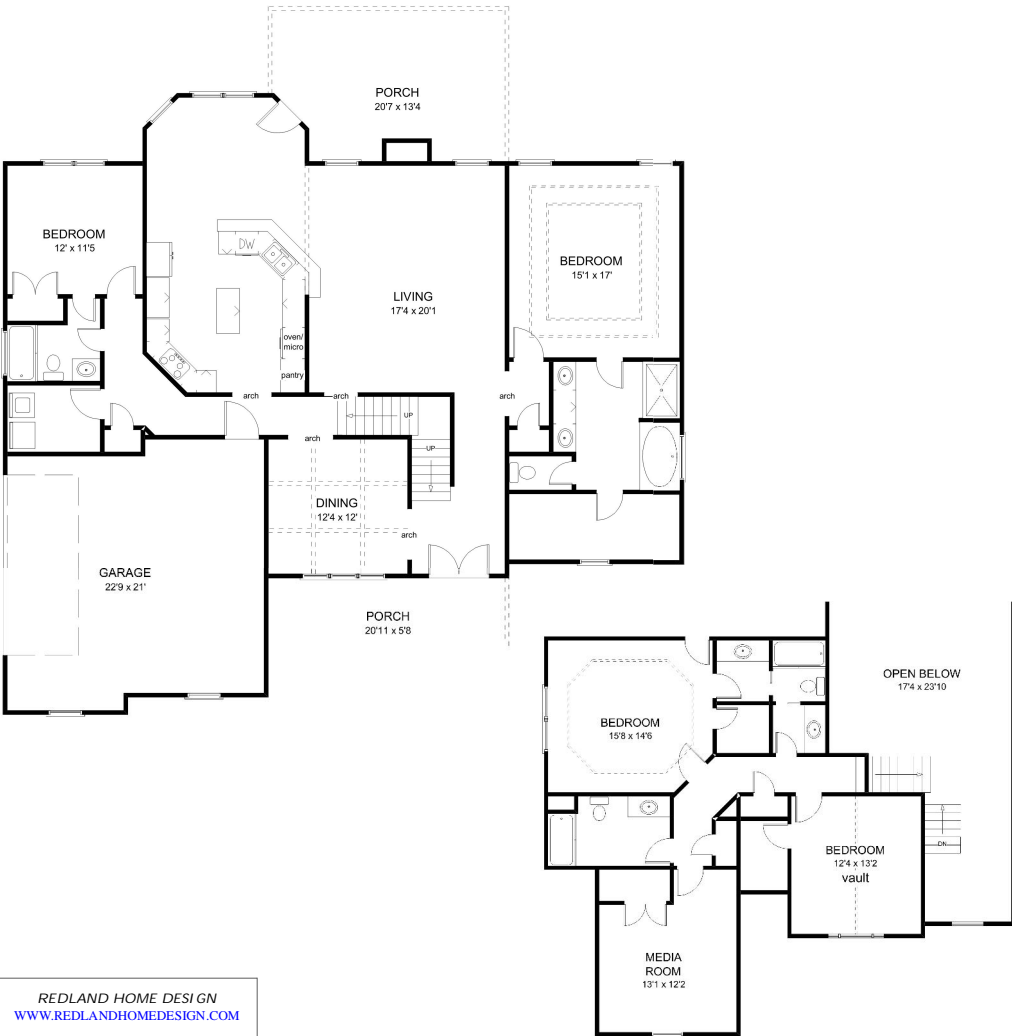 PORCH
20'7 x 13'4
BEDROOM
12' x 11'5
DW
BEDROOM
15'1 x 17'
LIVING
17'4 x 20'1
oven/
micro
pantry
arch
arch
arch
UP
arch
UP
DINING
12'4 x 12'
arch
GARAGE
22'9 x 21'
PORCH
20'11 x 5'8
OPEN BELOW
17'4 x 23'10
BEDROOM
15'8 x 14'6
DN
BEDROOM
12'4 x 13'2
vault
MEDIA
ROOM
13'1 x 12'2
REDLAND HOME DESIGN
WWW.REDLANDHOMEDESIGN.COM